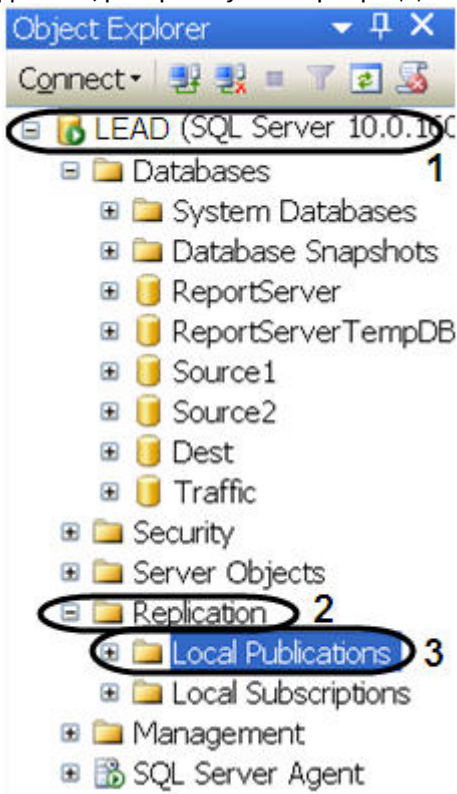 Object Explorer
Connect
LEAD (SQL Server 10.0.160
1
Databases
System Databases
Database Snapshots
ReportServer
ReportServerTempDB
Source1
Source2
Dest
Traffic
Security
Server Objects
Replication 2
Local Publications 3
Local Subscriptions
Management
SQL Server Agent